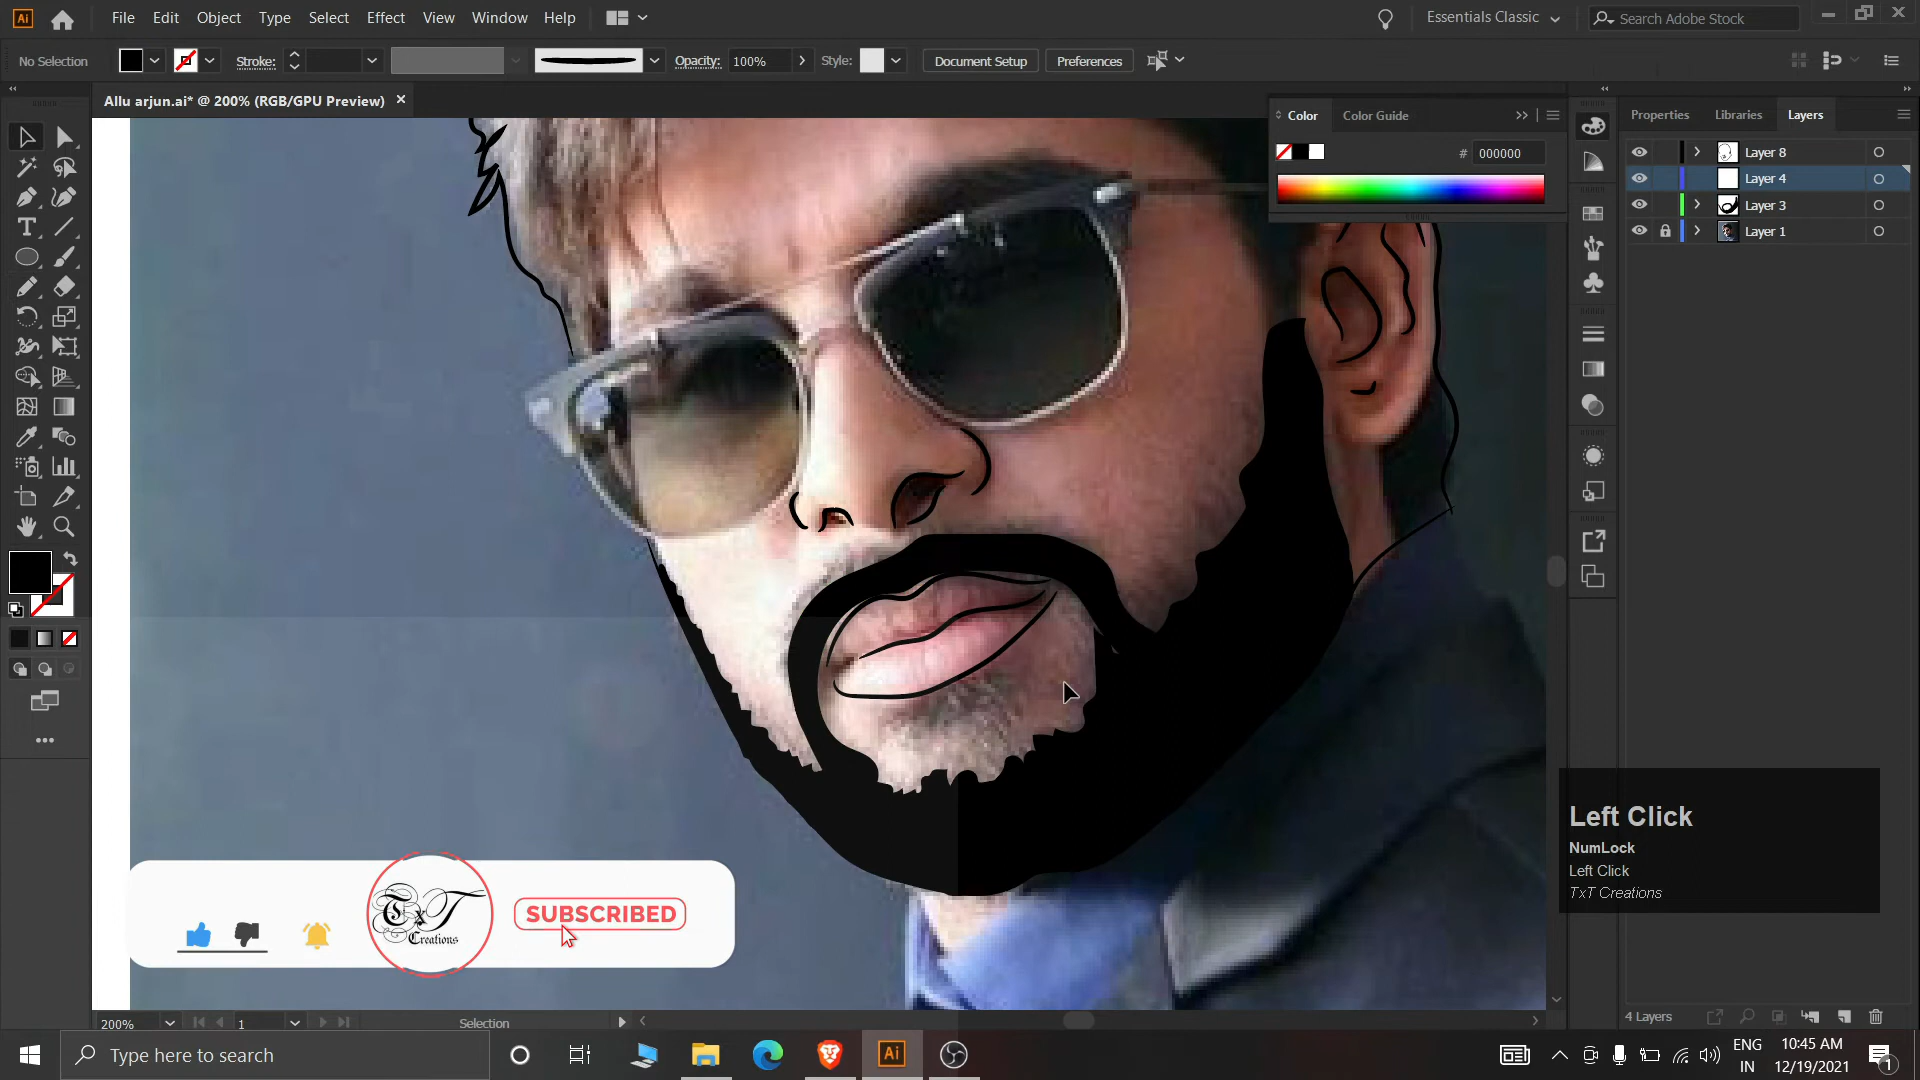 Ai File Edit Object Type Select Effect View Window Help Essentials Classic Search Adobe Stock
No Selection Stroke: Opacity: 100% Style: Document Setup Preferences
Allu arjun.ai* @ 200% (RGB/GPU Preview) ×
Color Color Guide
# 000000
Properties Libraries Layers
Layer 8
Layer 4
Layer 3
Layer 1
Left Click
NumLock
Left Click
TxT Creations
TxT
Creations
SUBSCRIBED
200% 1 Selection
4 Layers
Type here to search
Ai
ENG
IN
10:45 AM
12/19/2021
1